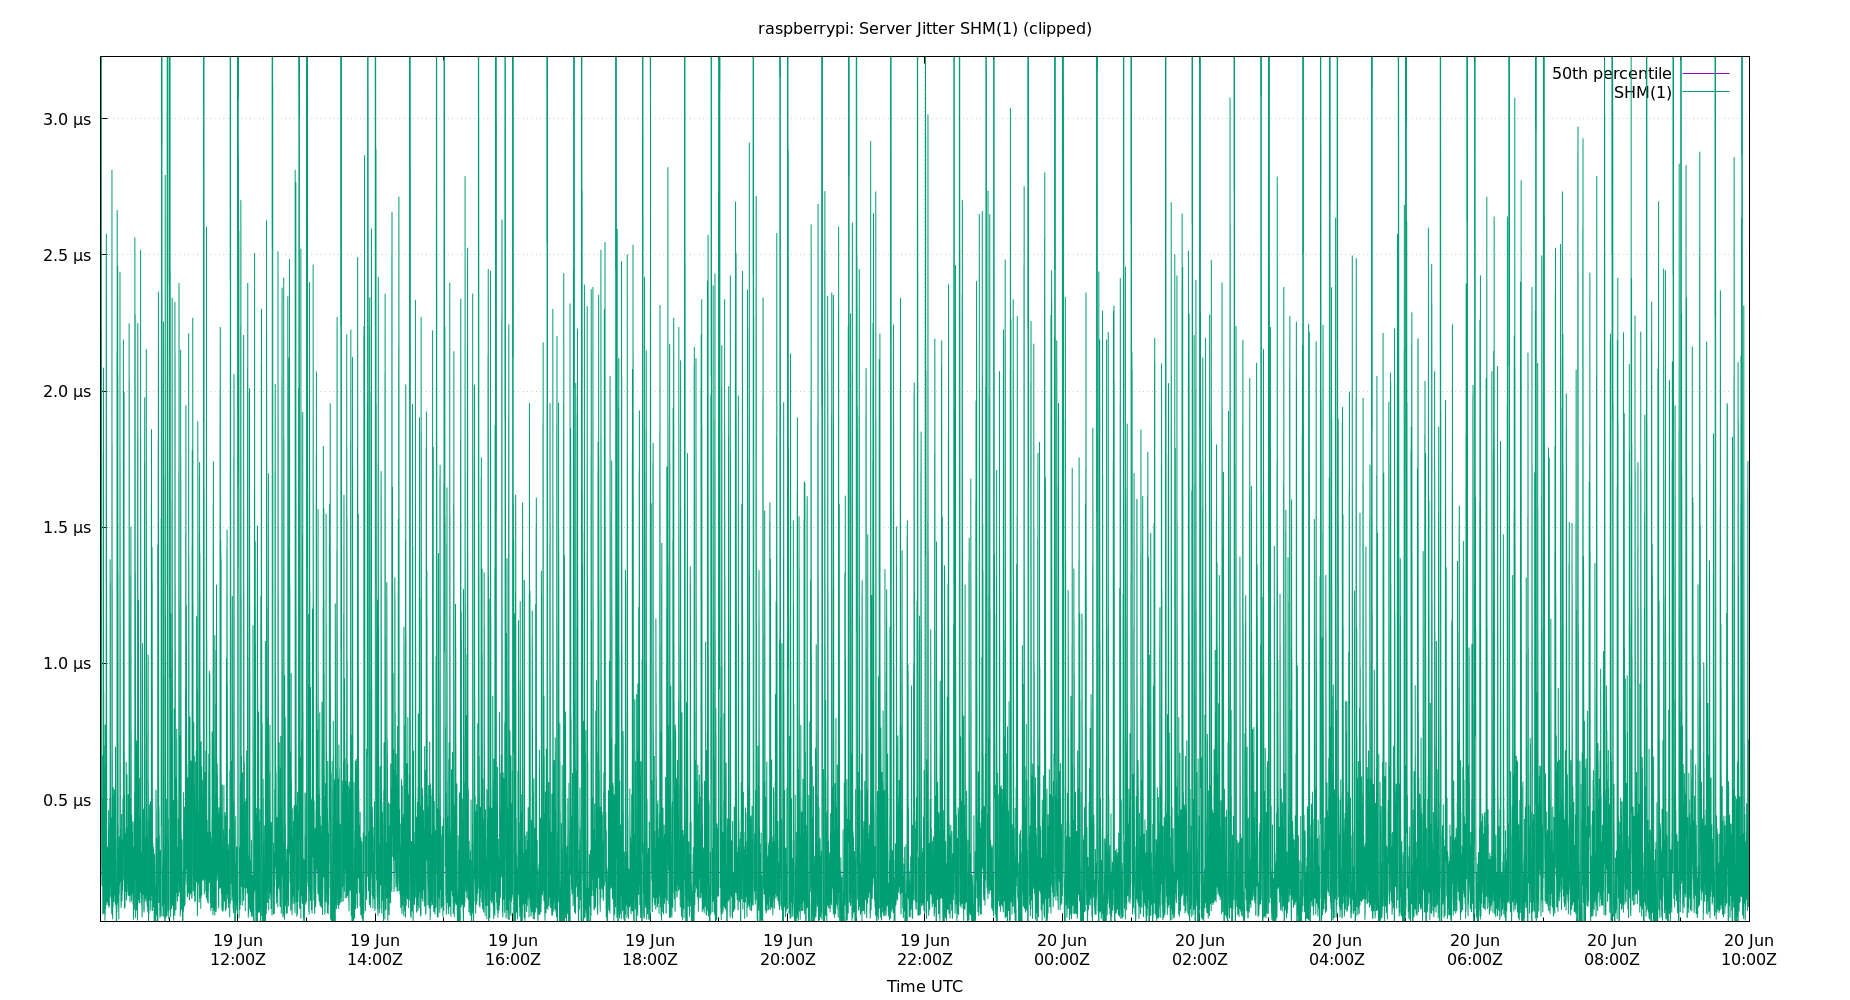 raspberrypi: Server Jitter SHM(1) (clipped)
50th percentile
SHM(1)
3.0 µs
2.5 µs
2.0 µs
1.5 µs
1.0 µs
0.5 µs
19 Jun 19 Jun 19 Jun 19 Jun 19 Jun 19 Jun 20 Jun 20 Jun 20 Jun 20 Jun 20 Jun 20 Jun
12:00Z 14:00Z 16:00Z 18:00Z 20:00Z 22:00Z 00:00Z 02:00Z 04:00Z 06:00Z 08:00Z 10:00Z
Time UTC